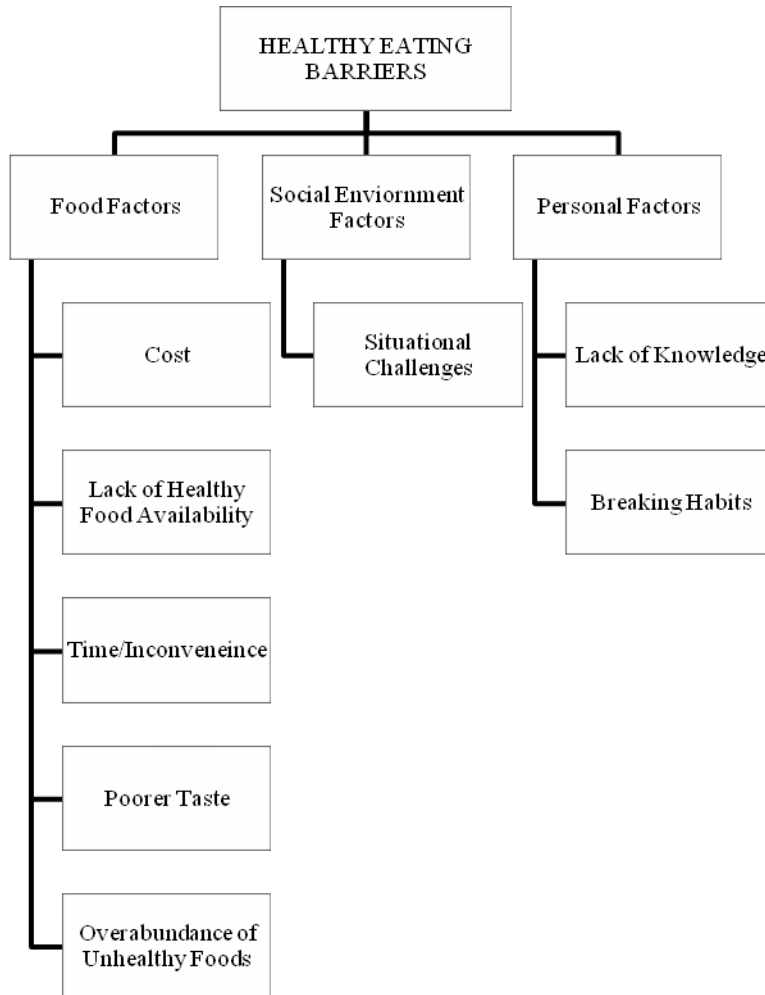 HEALTHY EATING
BARRIERS
Food Factors
Social Enviornment
Factors
Personal Factors
Cost
Lack of Healthy
Food Availability
Time/Inconveneince
Poorer Taste
Overabundance of
Unhealthy Foods
Situational
Challenges
Lack of Knowledge
Breaking Habits